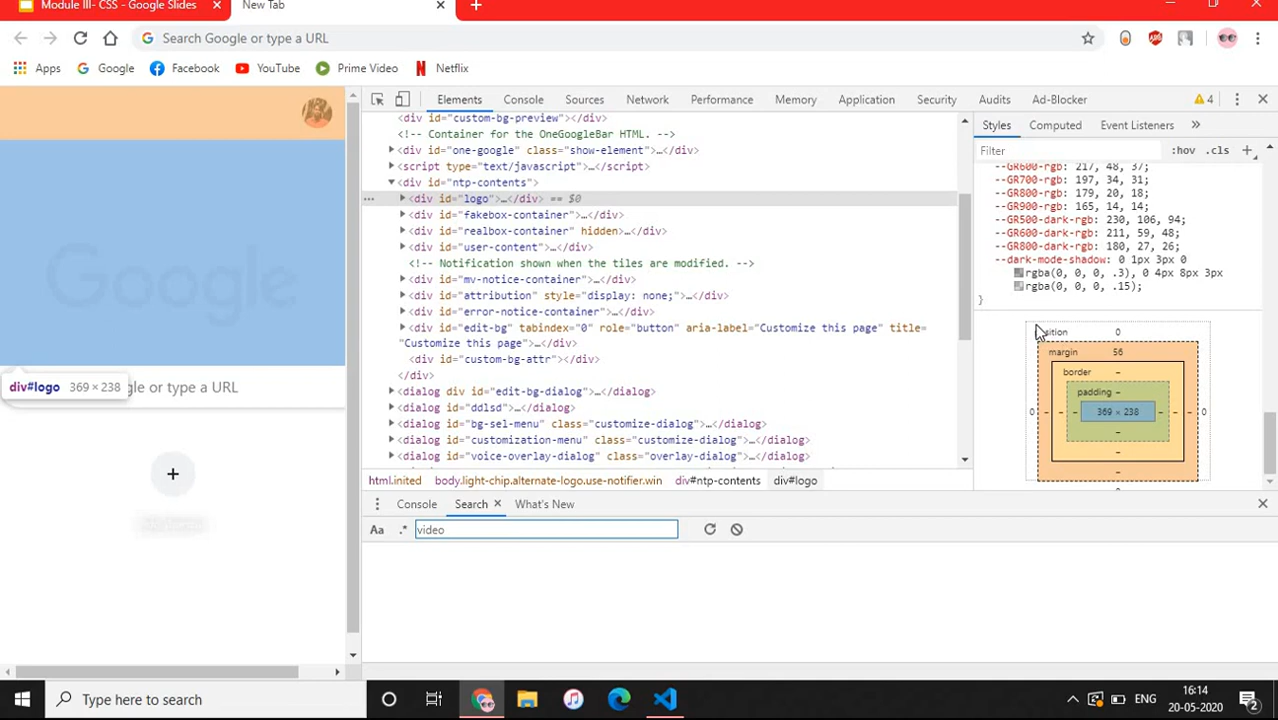 Module III- CSS - Google Slides
New Tab
Search Google or type a URL
Apps
Google
Facebook
YouTube
Prime Video
Netflix
Elements
Console
Sources
Network
Performance
Memory
Application
Security
Audits
Ad-Blocker
4
<div id="custom-bg-preview"></div>
<!-- Container for the OneGoogleBar HTML. -->
<div id="one-google" class="show-element">…</div>
<script type="text/javascript">…</script>
<div id="ntp-contents">
<div id="logo">…</div> == $0
<div id="fakebox-container">…</div>
<div id="realbox-container" hidden>…</div>
<div id="user-content">…</div>
<!-- Notification shown when the tiles are modified. -->
<div id="mv-notice-container">…</div>
<div id="attribution" style="display: none;">…</div>
<div id="error-notice-container">…</div>
<div id="edit-bg" tabindex="0" role="button" aria-label="Customize this page" title=
"Customize this page">…</div>
<div id="custom-bg-attr"></div>
</div>
<dialog div id="edit-bg-dialog">…</dialog>
<dialog id="ddlsd">…</dialog>
<dialog id="bg-sel-menu" class="customize-dialog">…</dialog>
<dialog id="customization-menu" class="customize-dialog">…</dialog>
<dialog id="voice-overlay-dialog" class="overlay-dialog">…</dialog>
html.inited
body.light-chip.alternate-logo.use-notifier.win
div#ntp-contents
div#logo
Styles
Computed
Event Listeners
Filter
:hov
.cls
--GR600-rgb: 217, 48, 37;
--GR700-rgb: 197, 34, 31;
--GR800-rgb: 179, 20, 18;
--GR900-rgb: 165, 14, 14;
--GR500-dark-rgb: 230, 106, 94;
--GR600-dark-rgb: 211, 59, 48;
--GR800-dark-rgb: 180, 27, 26;
--dark-mode-shadow: 0 1px 3px 0
rgba(0, 0, 0, .3), 0 4px 8px 3px
rgba(0, 0, 0, .15);
}
0
margin 56
border –
padding –
0 – – 369 × 238 – – 0
–
–
–
Google
div#logo 369 × 238
gle or type a URL
Console
Search
What's New
Aa
.*
video
Type here to search
ENG
16:14
20-05-2020
2